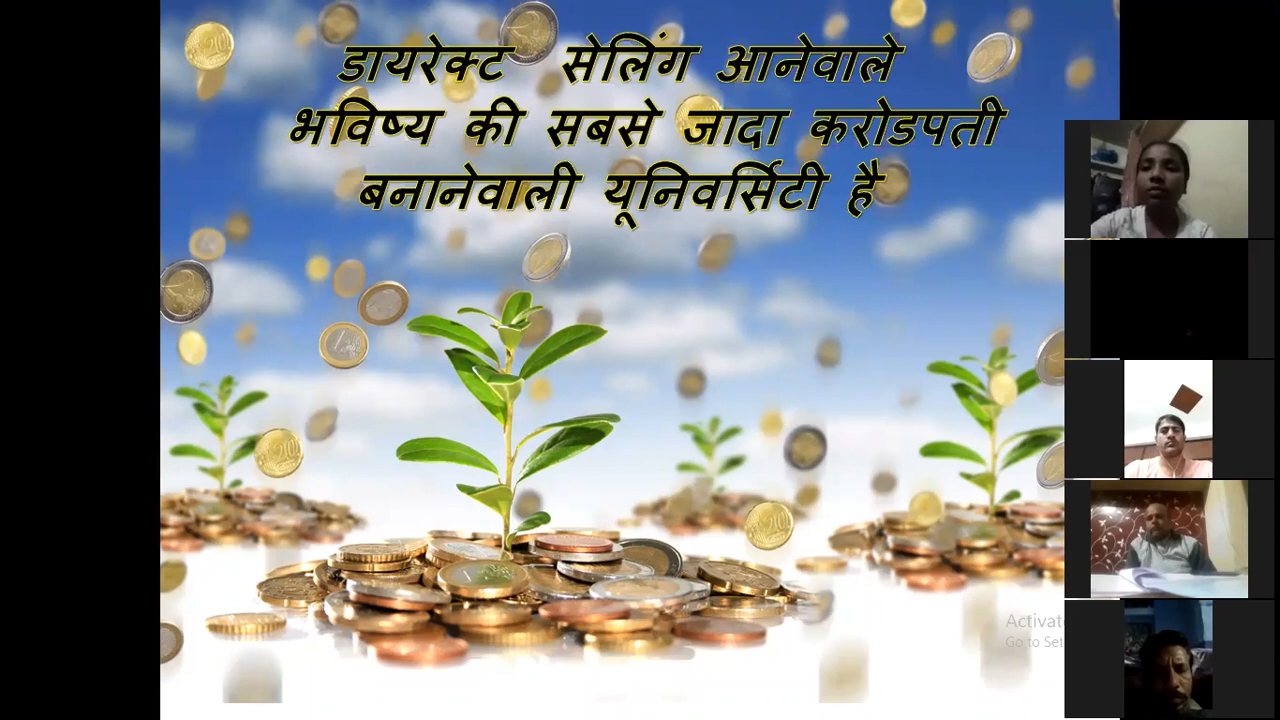 डायरेक्ट सेलिंग आनेवाले
भविष्य की सबसे जादा करोडपती
बनानेवाली यूनिवर्सिटी है
Activat
Go to Set